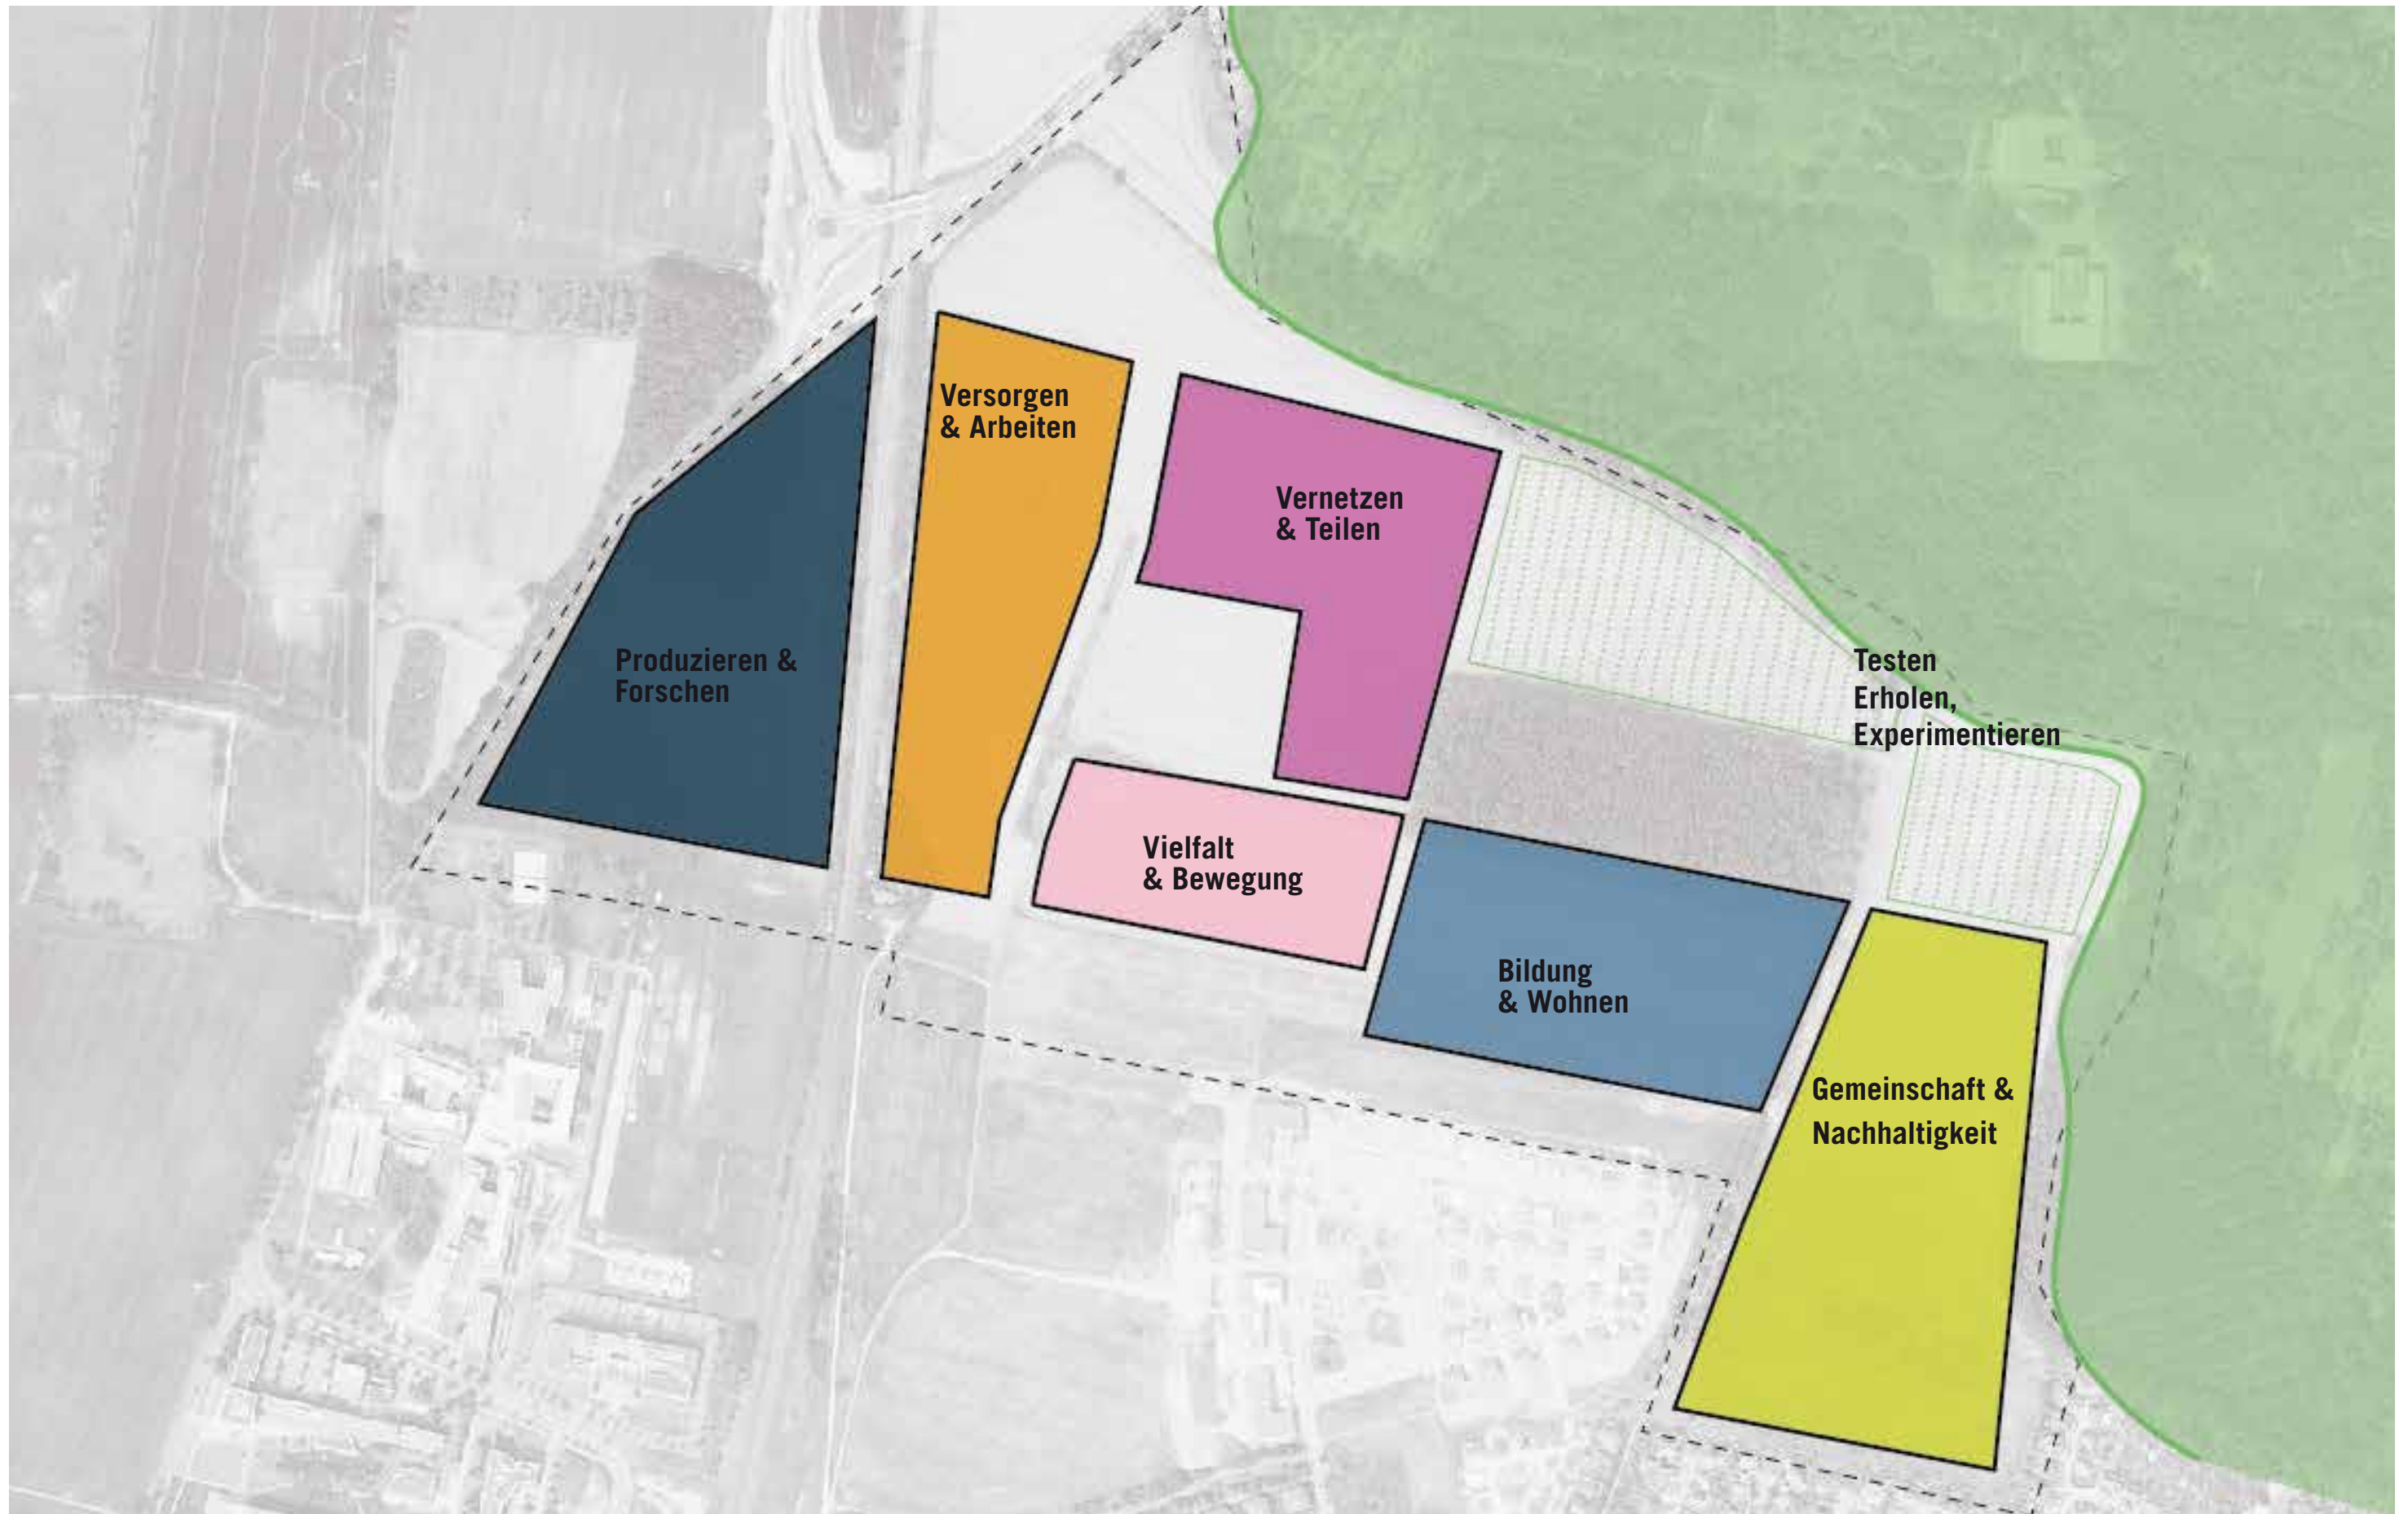 Versorgen
& Arbeiten
Vernetzen
& Teilen
Produzieren &
Forschen
Testen
Erholen,
Experimentieren
Vielfalt
& Bewegung
Bildung
& Wohnen
Gemeinschaft &
Nachhaltigkeit